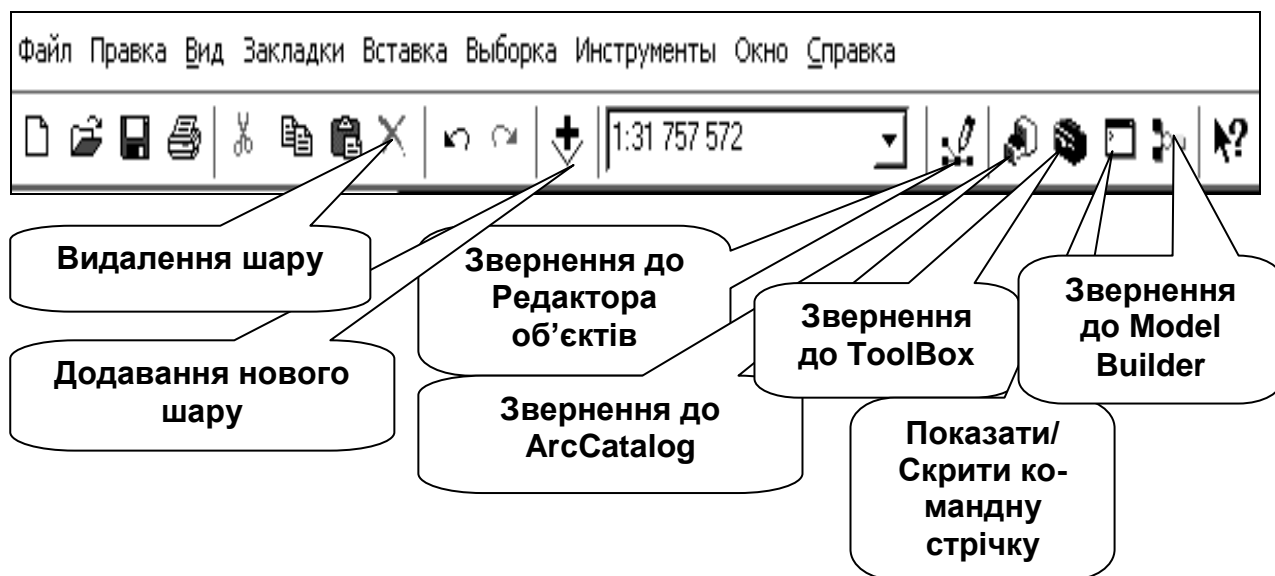 Файл Правка Вид Закладки Вставка Выборка Инструменты Окно Справка
1:31 757 572
Видалення шару
Додавання нового
шару
Звернення до
Редактора
об’єктів
Звернення до
ArcCatalog
Звернення
до ToolBox
Показати/
Скрити ко-
мандну
стрічку
Звернення
до Model
Builder